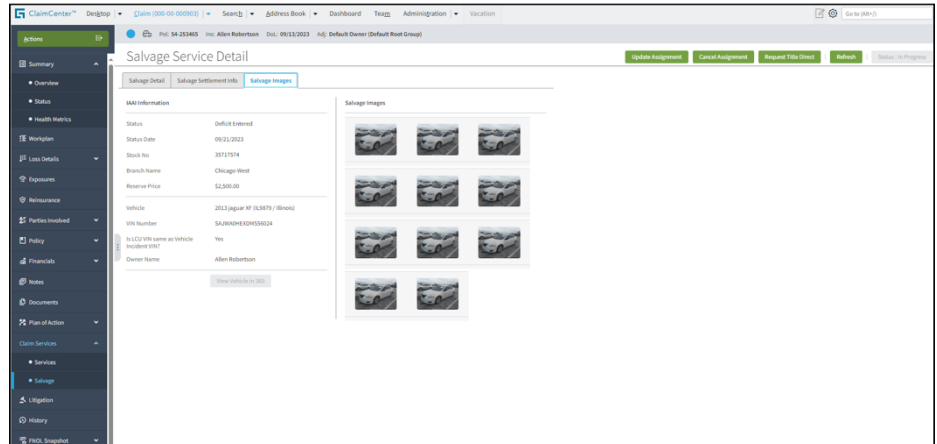 ClaimCenter™ Desktop Claim (000-00-000903) Search Address Book Dashboard Team Administration Vacation Go to (Alt+/)
Actions
Pol: 54-253465 Ins: Allen Robertson DoL: 09/13/2023 Adj: Default Owner (Default Root Group)
Salvage Service Detail
Update Assignment Cancel Assignment Request Title Direct Refresh Status : In Progress
Summary
Overview
Status
Health Metrics
Workplan
Loss Details
Exposures
Reinsurance
Parties Involved
Policy
Financials
Notes
Documents
Plan of Action
Claim Services
Services
Salvage
Litigation
History
FNOL Snapshot
Salvage Detail Salvage Settlement Info Salvage Images
IAAI Information
Status Deficit Entered
Status Date 09/21/2023
Stock No 35717574
Branch Name Chicago-West
Reserve Price $2,500.00
Vehicle 2013 jaguar XF (IL9879 / Illinois)
VIN Number
Is LCU VIN same as Vehicle Yes
Incident VIN?
Owner Name Allen Robertson
View Vehicle in 360
Salvage Images